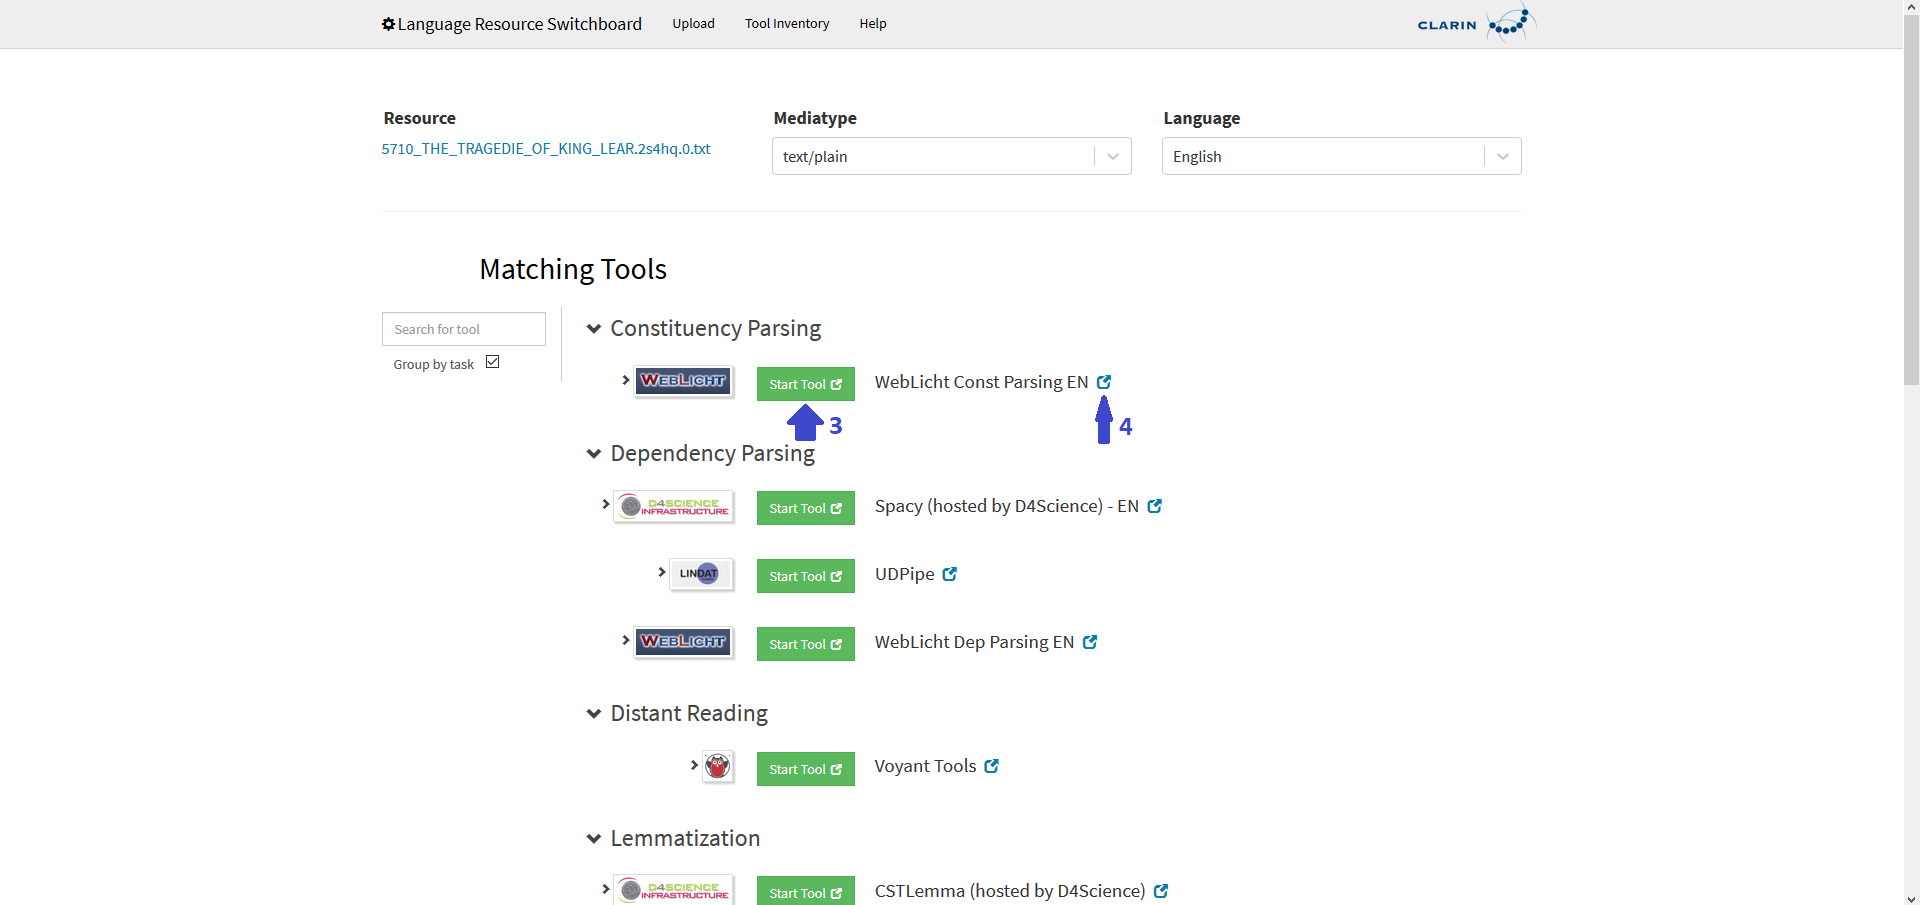 Language Resource Switchboard Upload Tool Inventory Help CLARIN
Resource Mediatype Language
5710_THE_TRAGEDIE_OF_KING_LEAR.2s4hq.0.txt text/plain English
Matching Tools
Search for tool
Group by task
Constituency Parsing
WEBLICHT Start Tool WebLicht Const Parsing EN
3 4
Dependency Parsing
D4SCIENCE INFRASTRUCTURE Start Tool Spacy (hosted by D4Science) - EN
LINDAT Start Tool UDPipe
WEBLICHT Start Tool WebLicht Dep Parsing EN
Distant Reading
Start Tool Voyant Tools
Lemmatization
D4SCIENCE INFRASTRUCTURE Start Tool CSTLemma (hosted by D4Science)